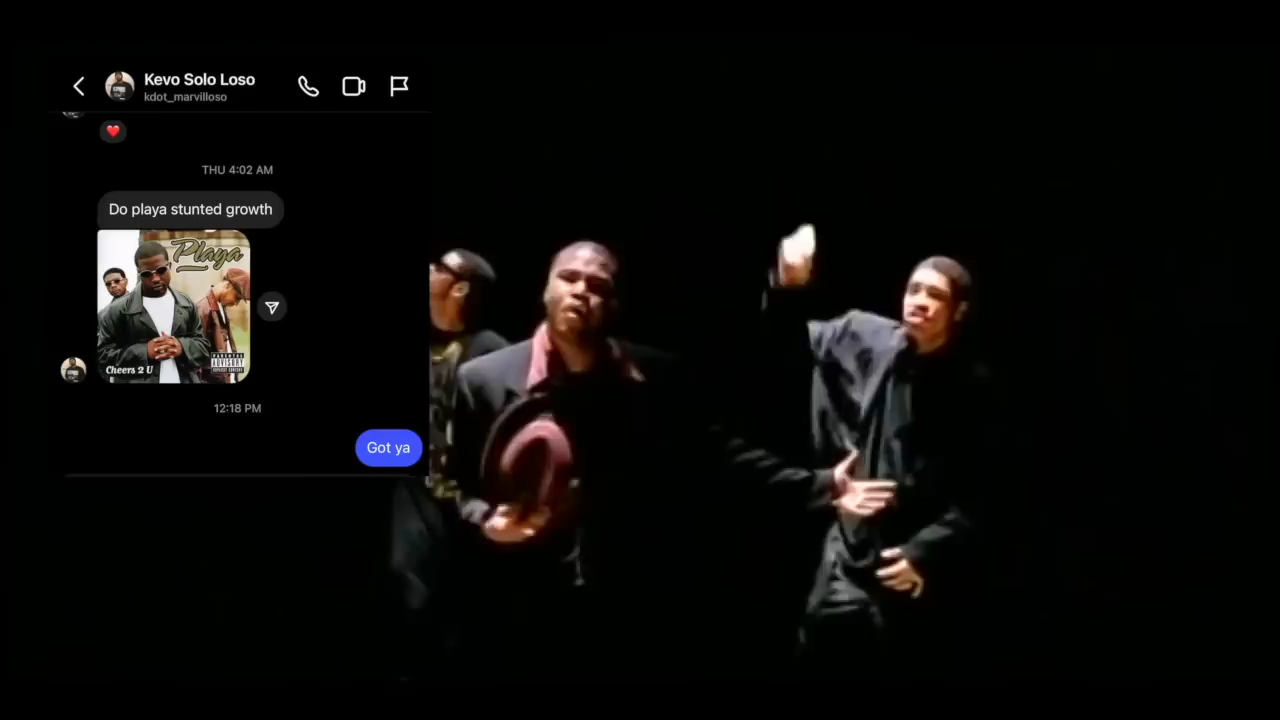 Kevo Solo Loso
kdot_marvilloso
THU 4:02 AM
Do playa stunted growth
Playa
PARENTAL
ADVISORY
EXPLICIT CONTENT
Cheers 2 U
12:18 PM
Got ya